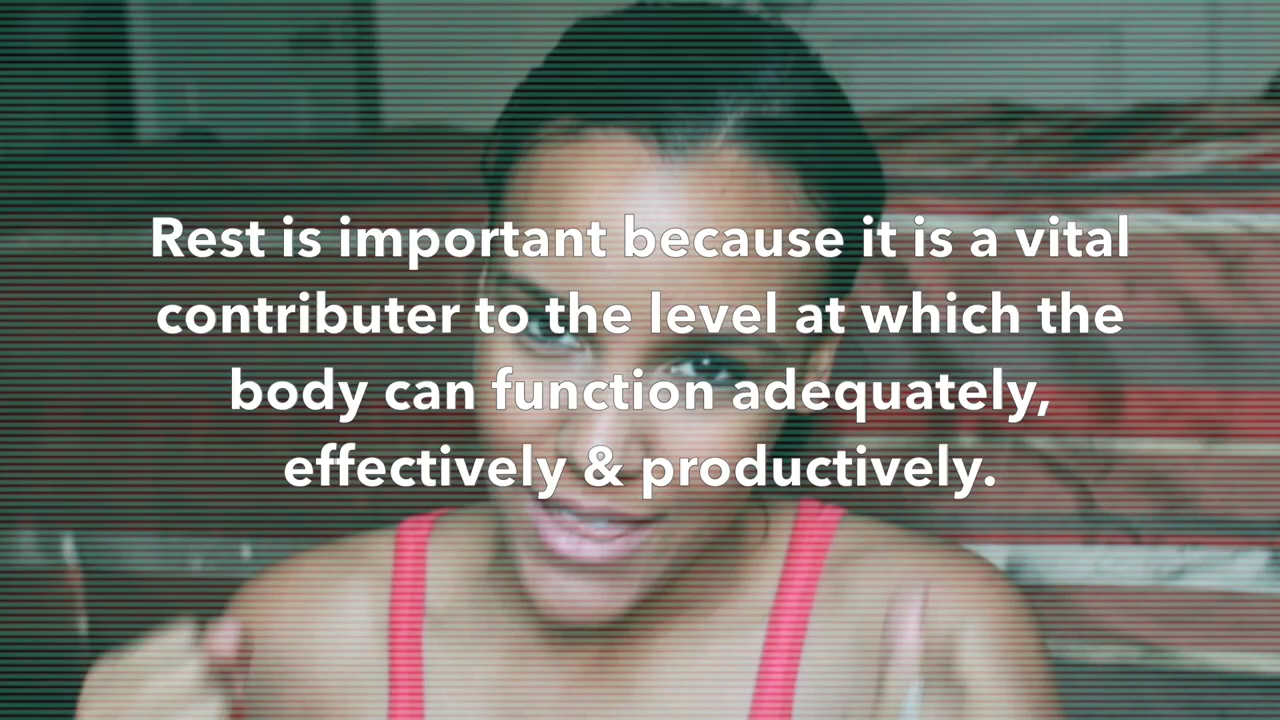 Rest is important because it is a vital
contributer to the level at which the
body can function adequately,
effectively & productively.